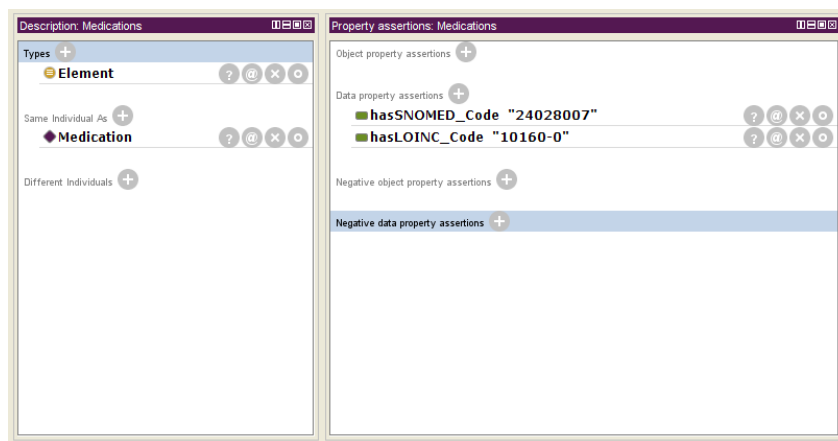 Description: Medications
Types
Element
Same Individual As
Medication
Different Individuals
Property assertions: Medications
Object property assertions
Data property assertions
hasSNOMED_Code "24028007"
hasLOINC_Code "10160-0"
Negative object property assertions
Negative data property assertions